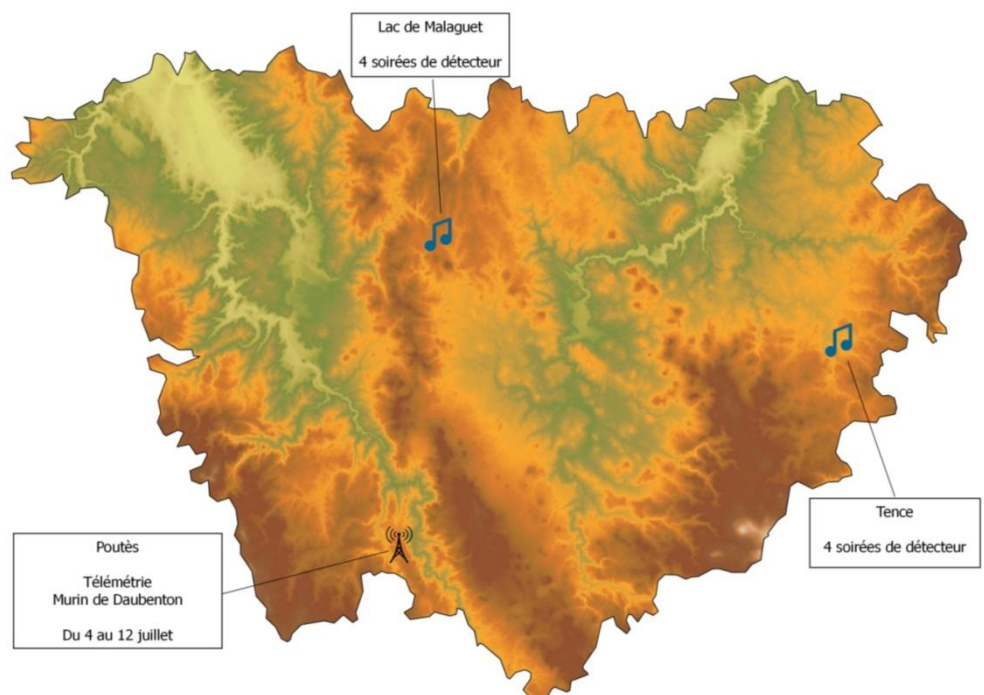 Lac de Malaguet
4 soirées de détecteur
Tence
4 soirées de détecteur
Poutès
Télémétrie
Murin de Daubenton
Du 4 au 12 juillet